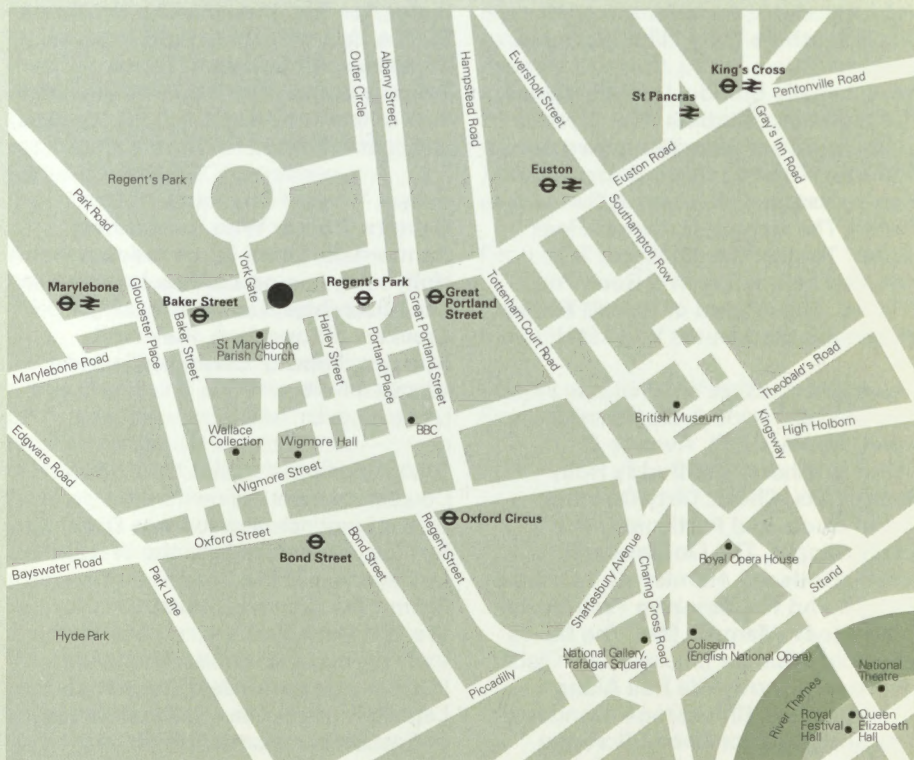 King's Cross
Pentonville Road
St Pancras
Outer Circle
Albany Street
Hampstead Road
Eversholt Street
Gray's Inn Road
Euston
Euston Road
Regent's Park
Park Road
Southampton Row
York Gate
Marylebone
Gloucester Place
Baker Street
Baker Street
Regent's Park
Great
Portland
Street
St Marylebone
Parish Church
Harley Street
Portland Place
Great Portland Street
Tottenham Court Road
Marylebone Road
Theobald's Road
British Museum
Kingsway
High Holborn
BBC
Wallace
Collection
Wigmore Hall
Wigmore Street
Edgware Road
Oxford Street
Oxford Circus
Bond Street
Bond Street
Regent Street
Bayswater Road
Park Lane
Shaftesbury Avenue
Charing Cross Road
Royal Opera House
Strand
Hyde Park
National Gallery,
Trafalgar Square
Coliseum
(English National Opera)
Piccadilly
River Thames
National
Theatre
Royal
Festival
Hall
Queen
Elizabeth
Hall